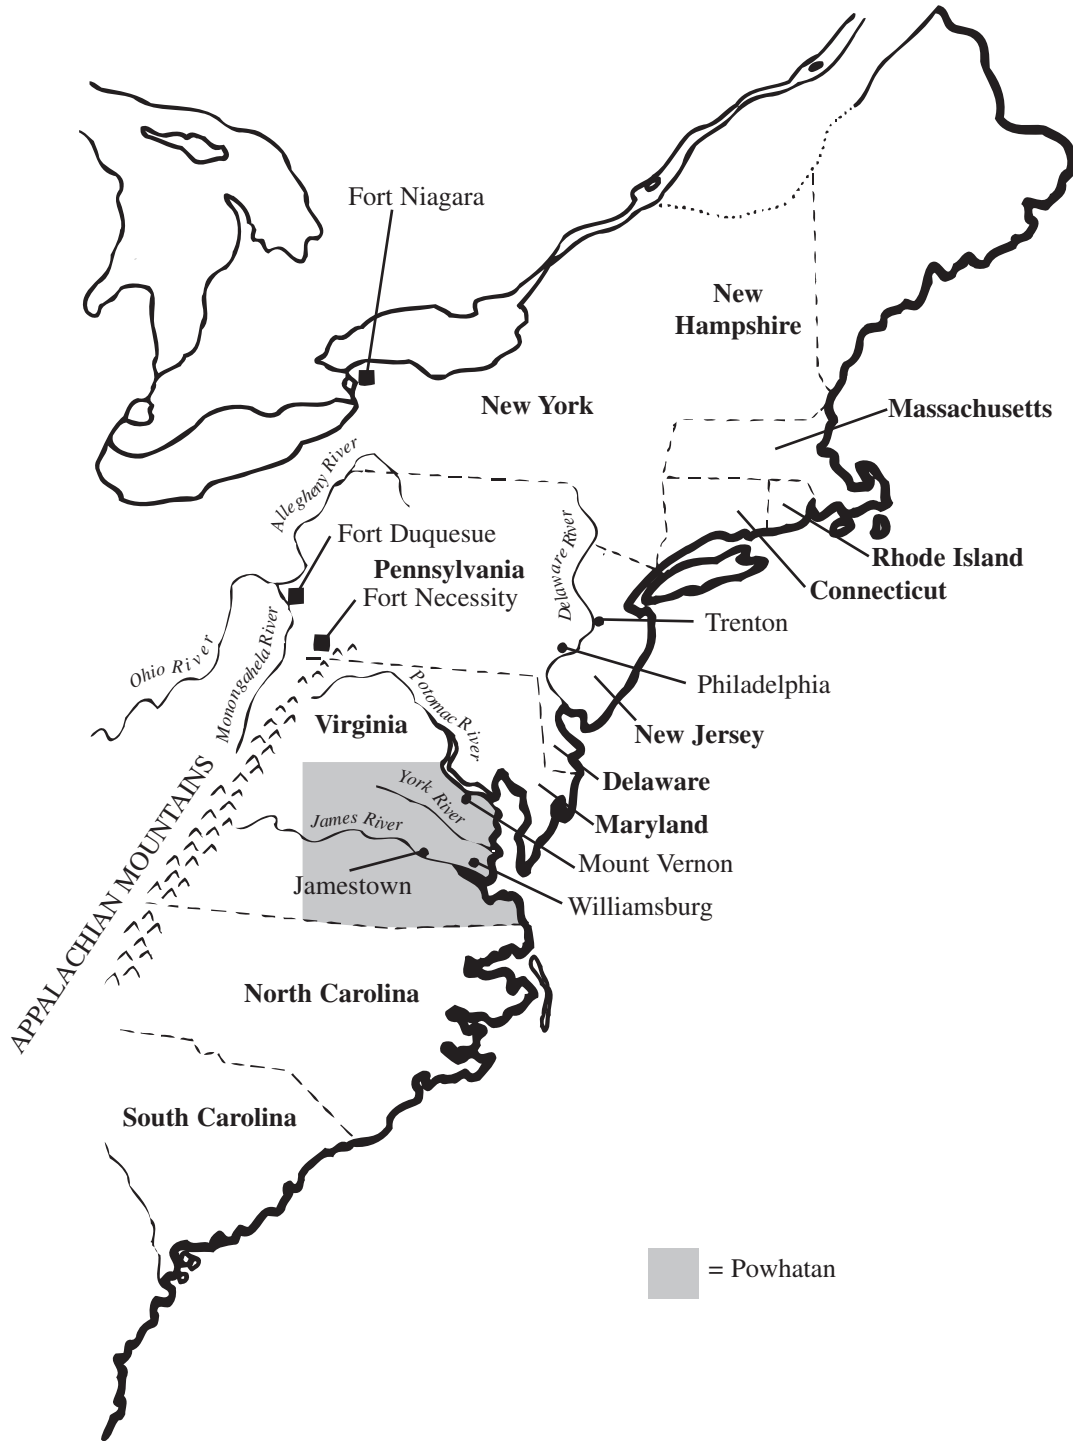 Fort Niagara
New
Hampshire
New York
Massachusetts
Allegheny River
Fort Duquesue
Delaware River
Rhode Island
Pennsylvania
Connecticut
Fort Necessity
Trenton
Ohio River
Monongahela River
Philadelphia
Potomac River
Virginia
New Jersey
Delaware
York River
James River
Maryland
Mount Vernon
Jamestown
Williamsburg
APPALACHIAN MOUNTAINS
North Carolina
South Carolina
= Powhatan